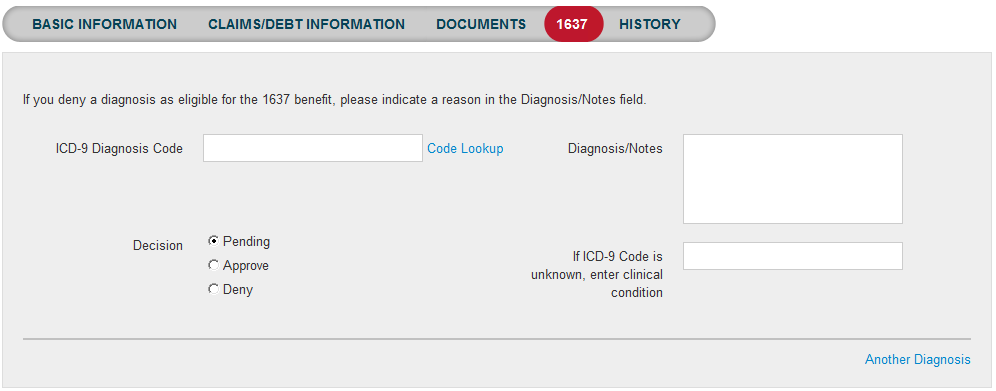 BASIC INFORMATION CLAIMS/DEBT INFORMATION DOCUMENTS 1637 HISTORY
If you deny a diagnosis as eligible for the 1637 benefit, please indicate a reason in the Diagnosis/Notes field.
ICD-9 Diagnosis Code Code Lookup Diagnosis/Notes
Decision
Pending
Approve
Deny
If ICD-9 Code is
unknown, enter clinical
condition
Another Diagnosis